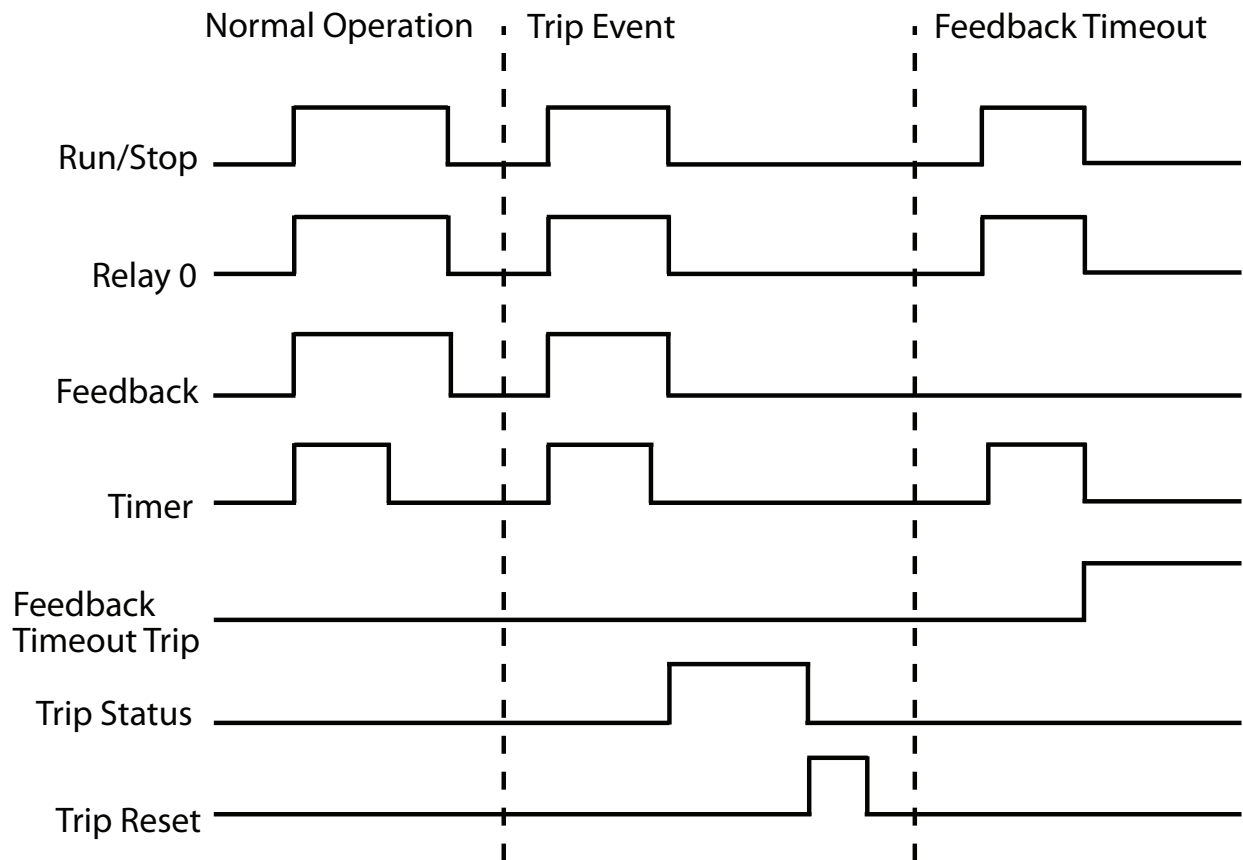 Normal Operation
Trip Event
Feedback Timeout
Run/Stop
Relay 0
Feedback
Timer
Feedback
Timeout Trip
Trip Status
Trip Reset